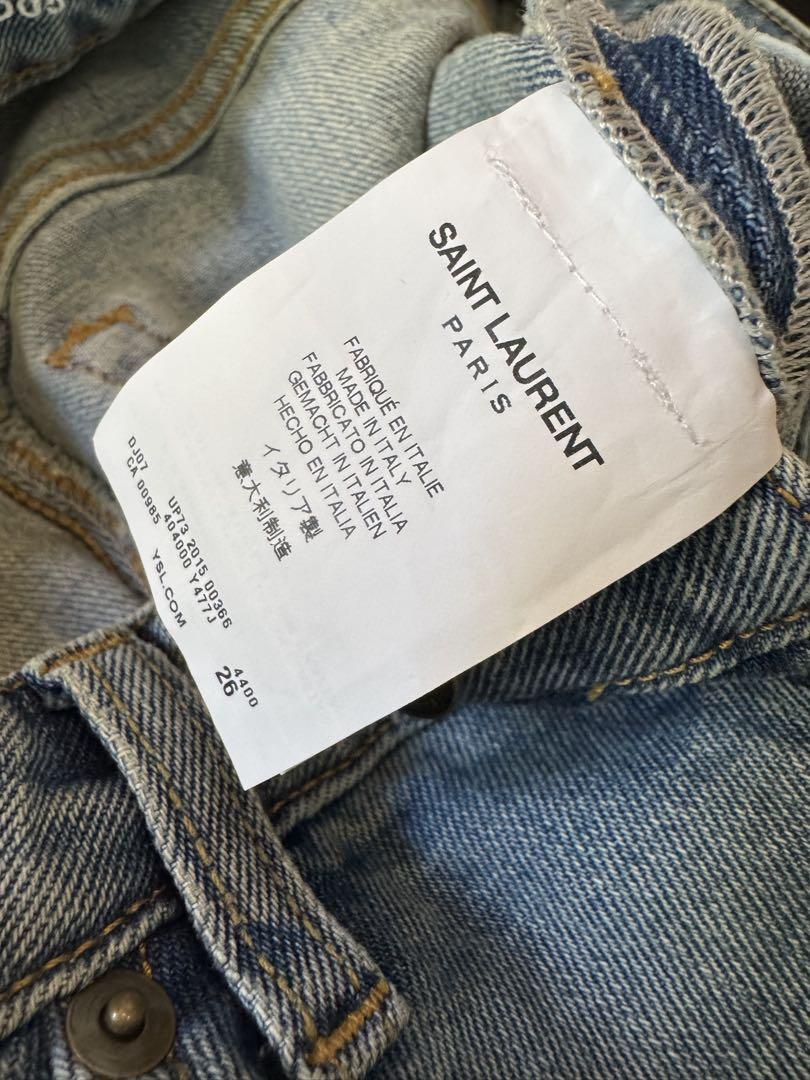 SAINT LAURENT
PARIS
FABRIQUÉ EN ITALIE
MADE IN ITALY
FABBRICATO IN ITALIA
GEMACHT IN ITALIEN
HECHO EN ITALIA
イタリア製
意大利制造
UP73 2015 00366
404000 Y477J
4400
26
DJ07
CA 00985
YSL.COM